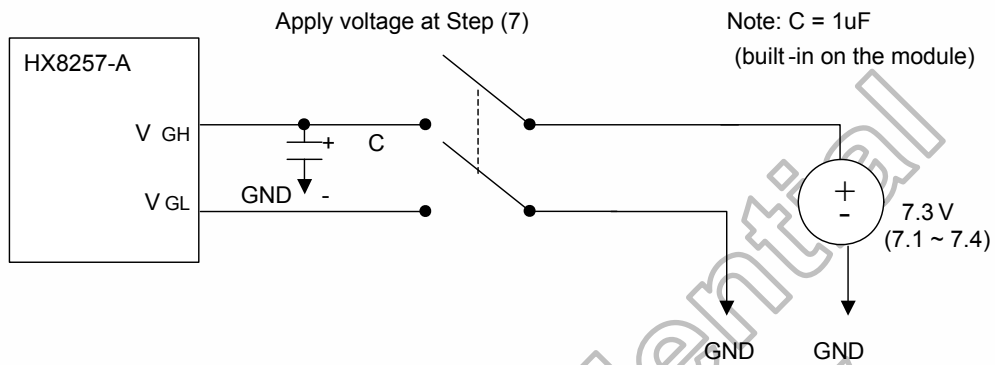 Apply voltage at Step (7)
Note: C = 1uF
(built-in on the module)
HX8257-A
V GH
+
C
V GL
GND
-
+
-
7.3 V
(7.1 ~ 7.4)
GND
GND